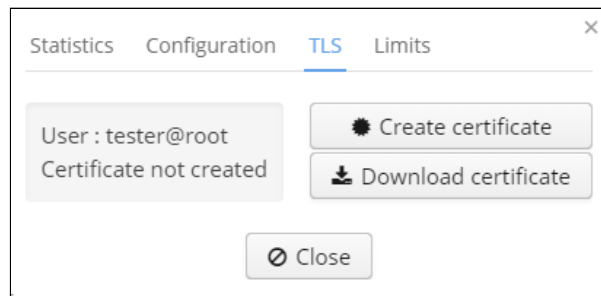 Statistics Configuration TLS Limits
User : tester@root
Certificate not created
Create certificate
Download certificate
Close